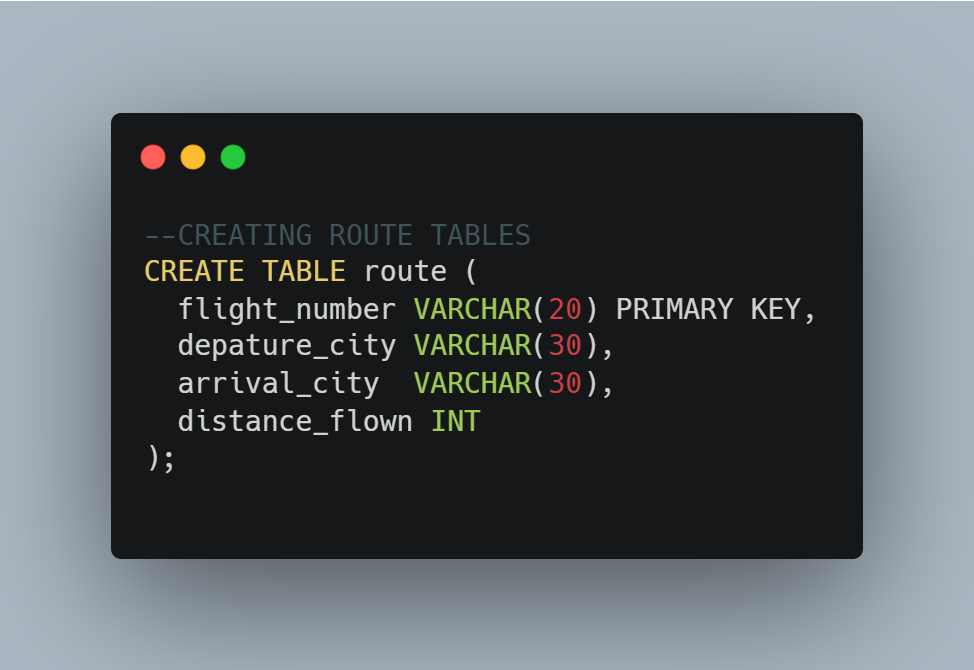 --CREATING ROUTE TABLES
CREATE TABLE route (
  flight_number VARCHAR(20) PRIMARY KEY,
  depature_city VARCHAR(30),
  arrival_city  VARCHAR(30),
  distance_flown INT
);